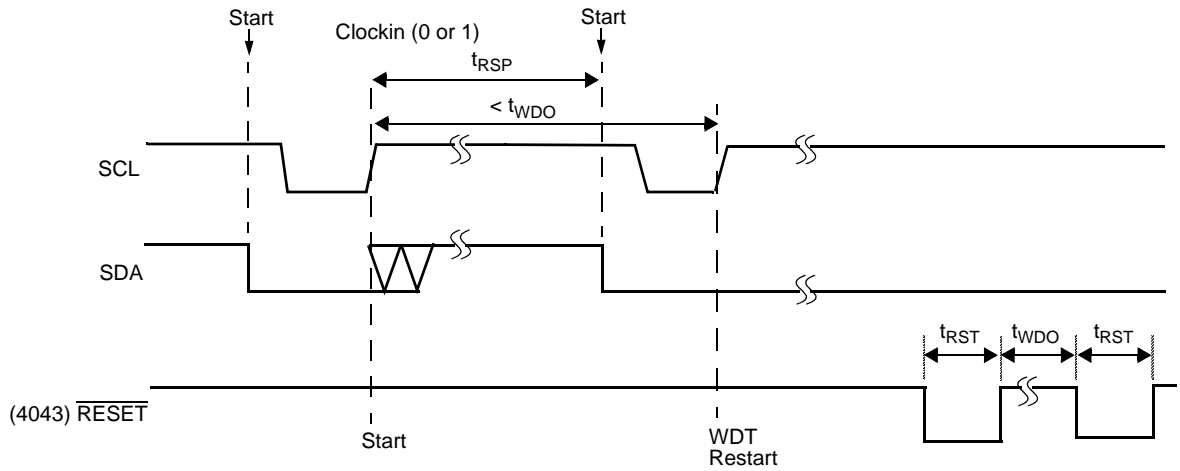 Start
Start
Clockin (0 or 1)
tRSP
< tWDO
SCL
SDA
tRST
tWDO
tRST
(4043) RESET
Start
WDT
Restart